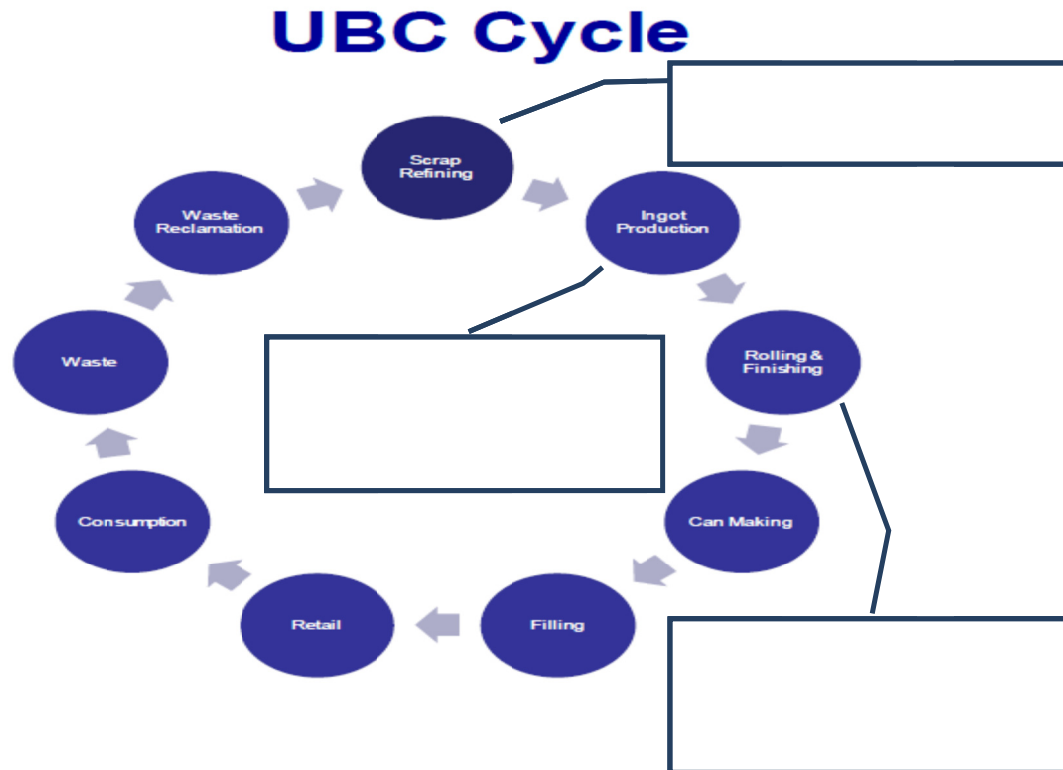 UBC Cycle
Scrap
Refining
Ingot
Production
Rolling &
Finishing
Can Making
Filling
Retail
Consumption
Waste
Waste
Reclamation